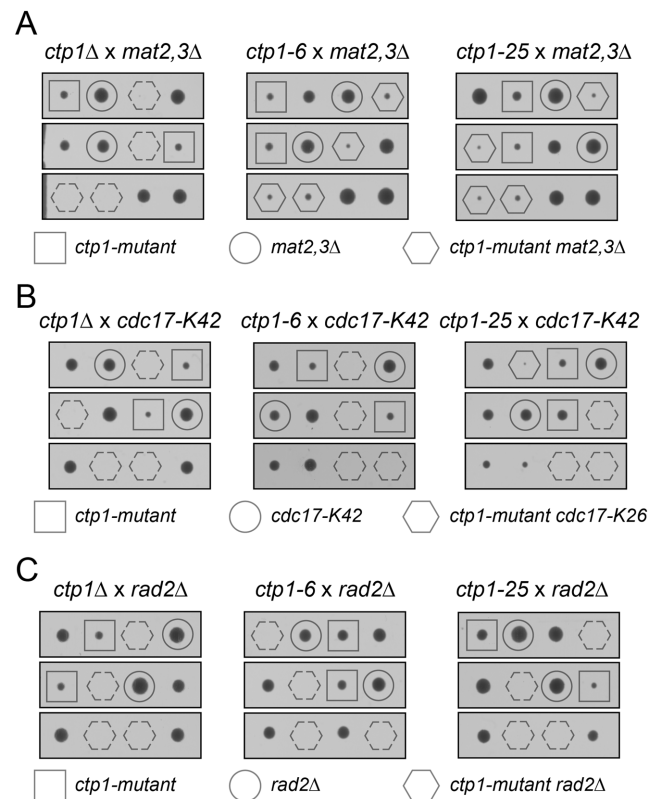 A
ctp1Δ x mat2,3Δ ctp1-6 x mat2,3Δ ctp1-25 x mat2,3Δ
ctp1-mutant mat2,3Δ ctp1-mutant mat2,3Δ
B
ctp1Δ x cdc17-K42 ctp1-6 x cdc17-K42 ctp1-25 x cdc17-K42
ctp1-mutant cdc17-K42 ctp1-mutant cdc17-K26
C
ctp1Δ x rad2Δ ctp1-6 x rad2Δ ctp1-25 x rad2Δ
ctp1-mutant rad2Δ ctp1-mutant rad2Δ